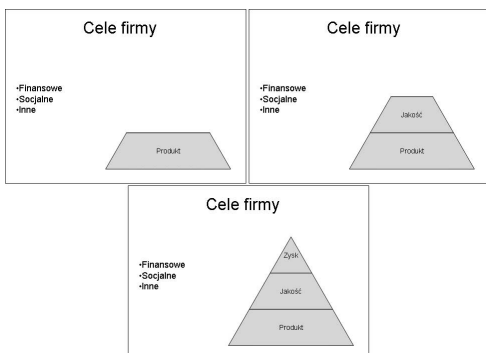 Cele firmy
•Finansowe
•Socjalne
•Inne
Produkt
Cele firmy
•Finansowe
•Socjalne
•Inne
Jakość
Produkt
Cele firmy
•Finansowe
•Socjalne
•Inne
Zysk
Jakość
Produkt